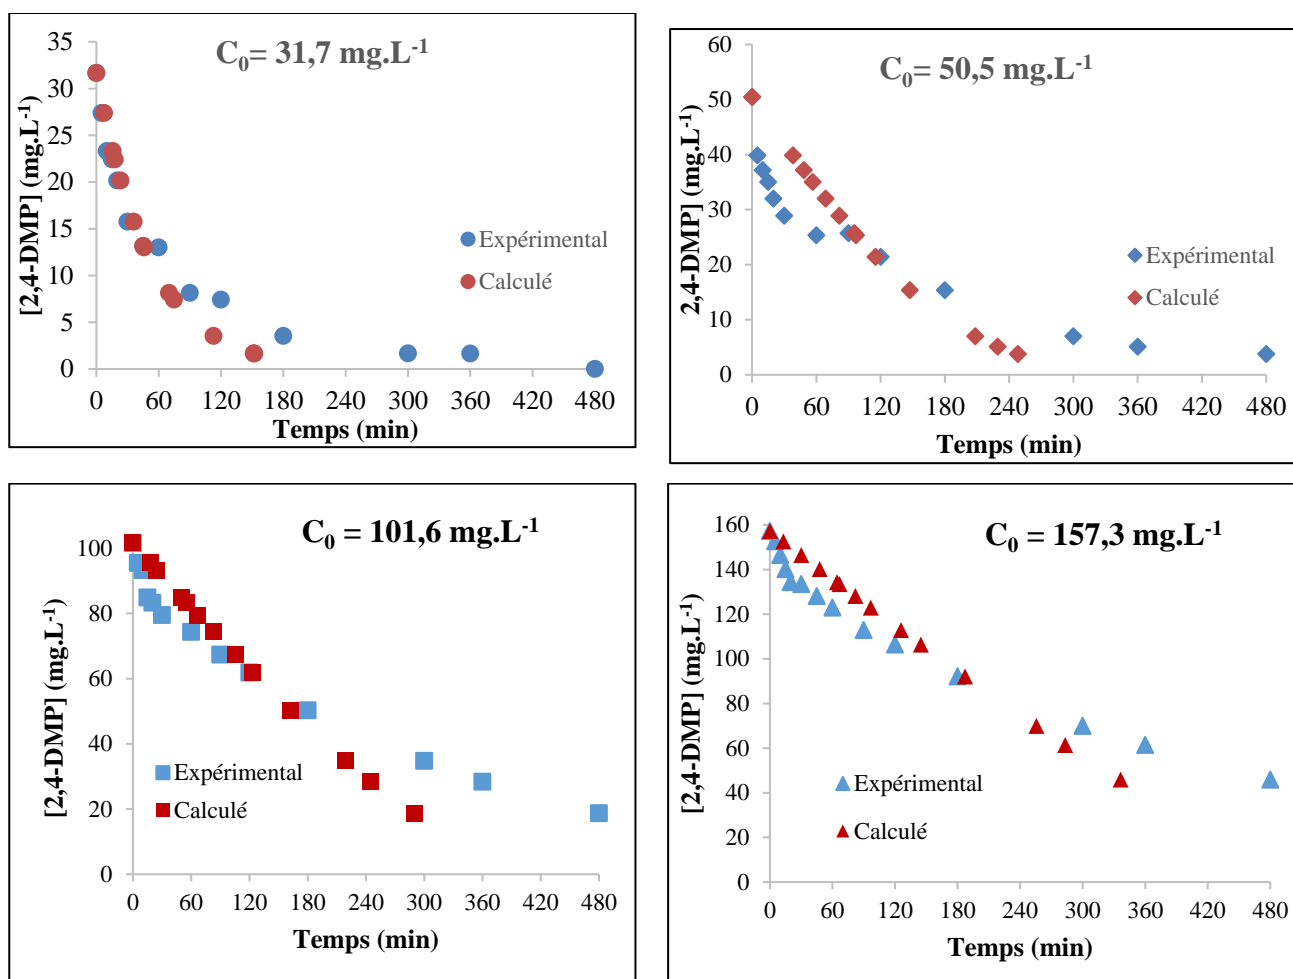 C0= 31,7 mg.L-1
[2,4-DMP] (mg.L-1)
35
30
25
20
15
10
5
0
Expérimental
Calculé
0 60 120 180 240 300 360 420 480
Temps (min)
C0= 50,5 mg.L-1
2,4-DMP] (mg.L-1)
60
50
40
30
20
10
0
Expérimental
Calculé
0 60 120 180 240 300 360 420 480
Temps (min)
C0 = 101,6 mg.L-1
[2,4-DMP] (mg.L-1)
100
80
60
40
20
0
Expérimental
Calculé
0 60 120 180 240 300 360 420 480
Temps (min)
C0 = 157,3 mg.L-1
[2,4-DMP] (mg.L-1)
160
140
120
100
80
60
40
20
0
Expérimental
Calculé
0 60 120 180 240 300 360 420 480
Temps (min)